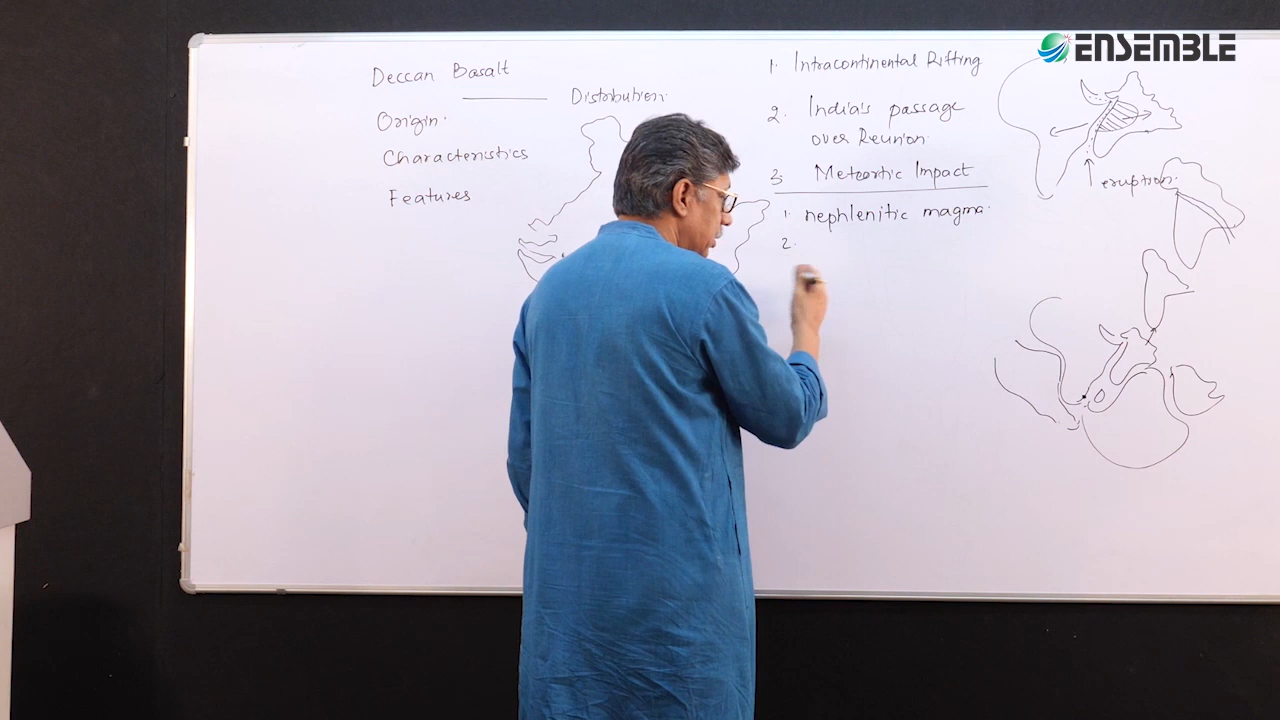 ENSEMBLE
Deccan Basalt
Distribution.
Origin.
Characteristics
Features
1. Intracontinental Rifting
2. India's passage
over Reunion.
3. Meteortic Impact
1. nephlenitic magma.
2.
eruption.